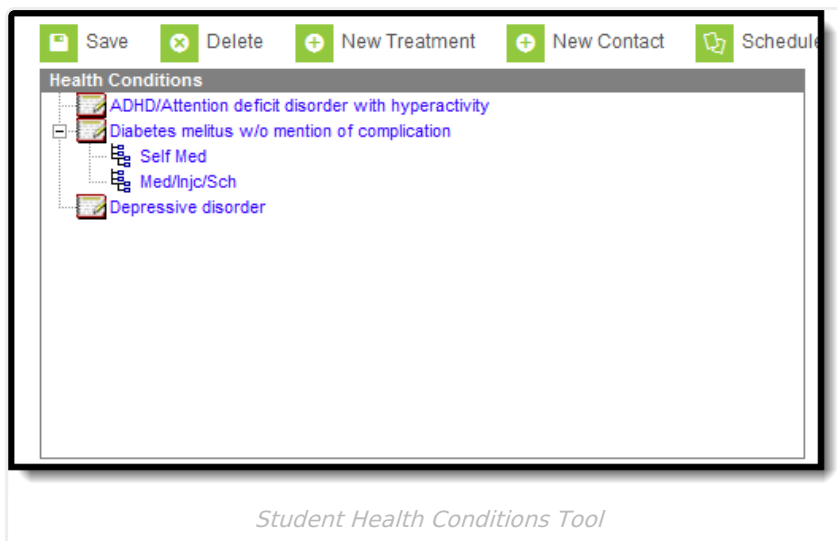 Save Delete New Treatment New Contact Schedule
Health Conditions
ADHD/Attention deficit disorder with hyperactivity
Diabetes melitus w/o mention of complication
Self Med
Med/Injc/Sch
Depressive disorder
Student Health Conditions Tool